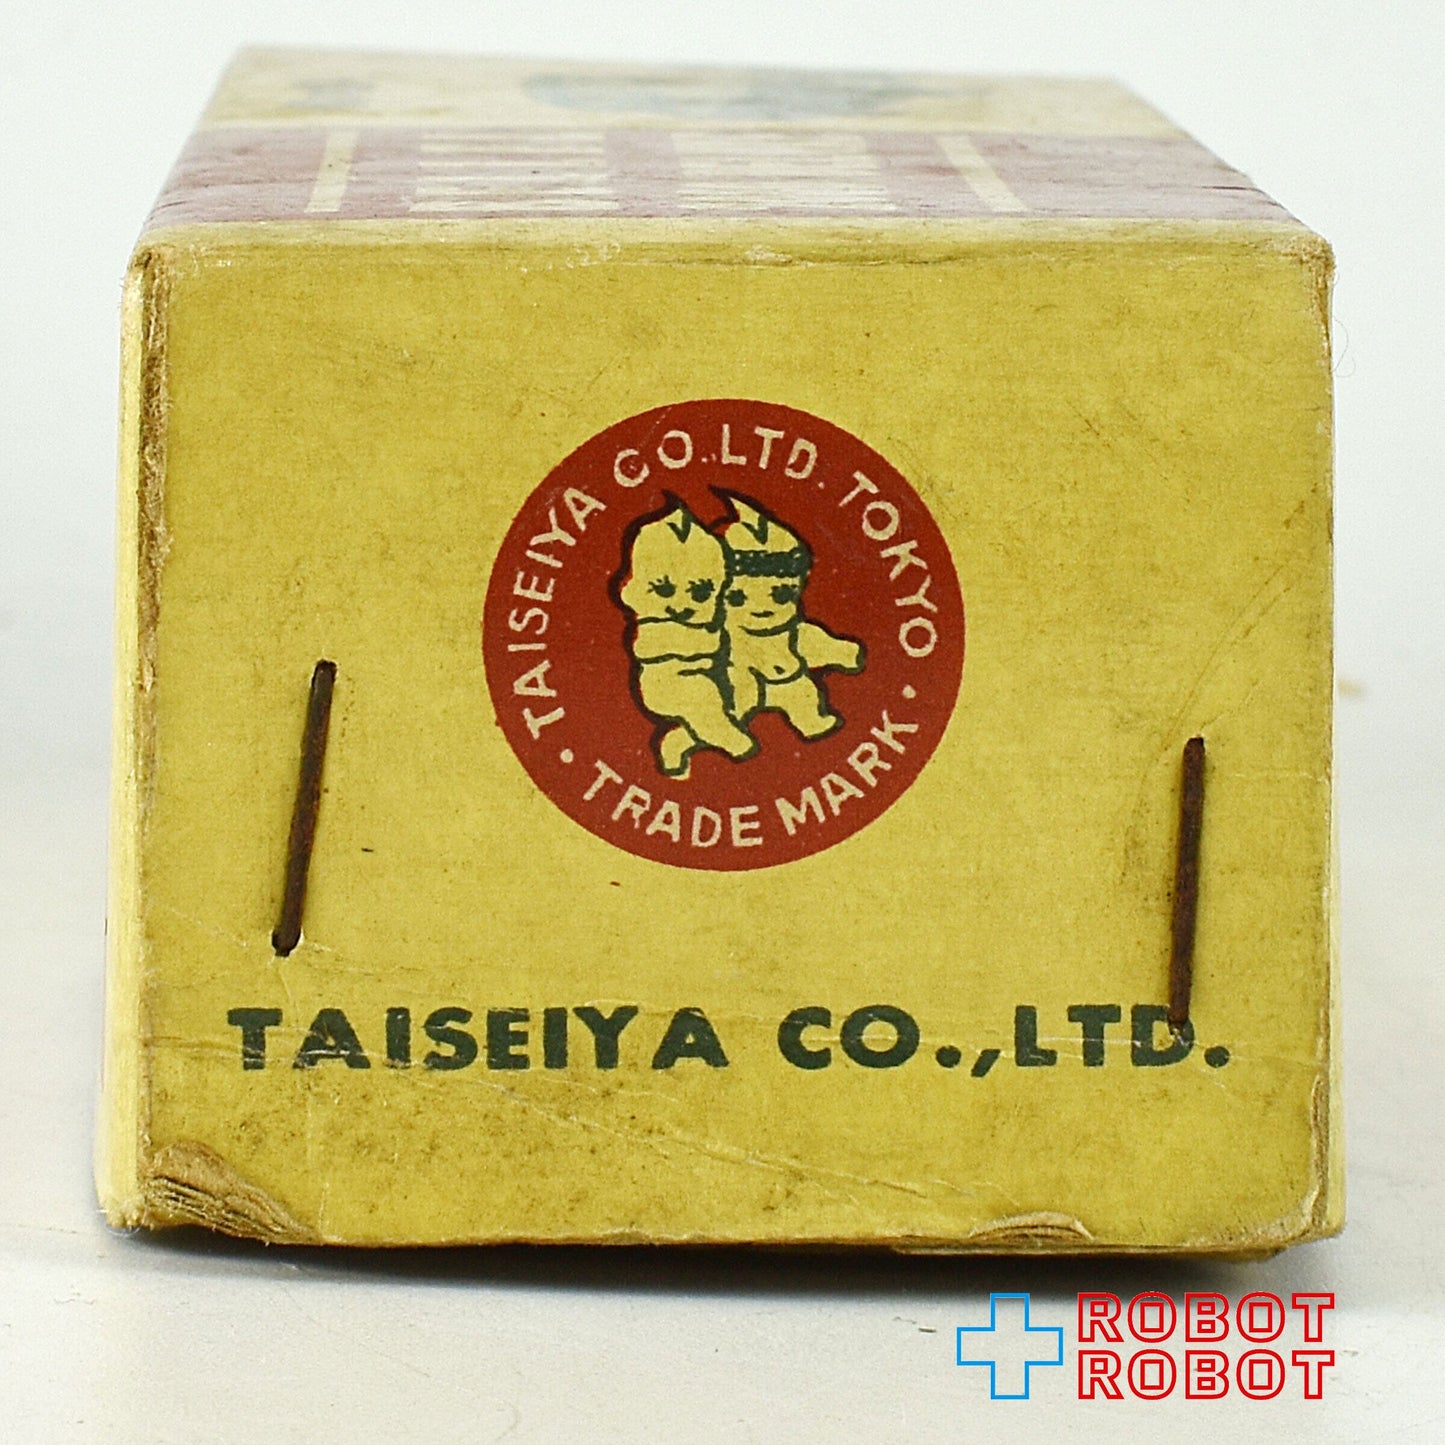 • TAISEIYA CO.,LTD. TOKYO •
TRADE MARK
TAISEIYA CO.,LTD.
ROBOT
ROBOT